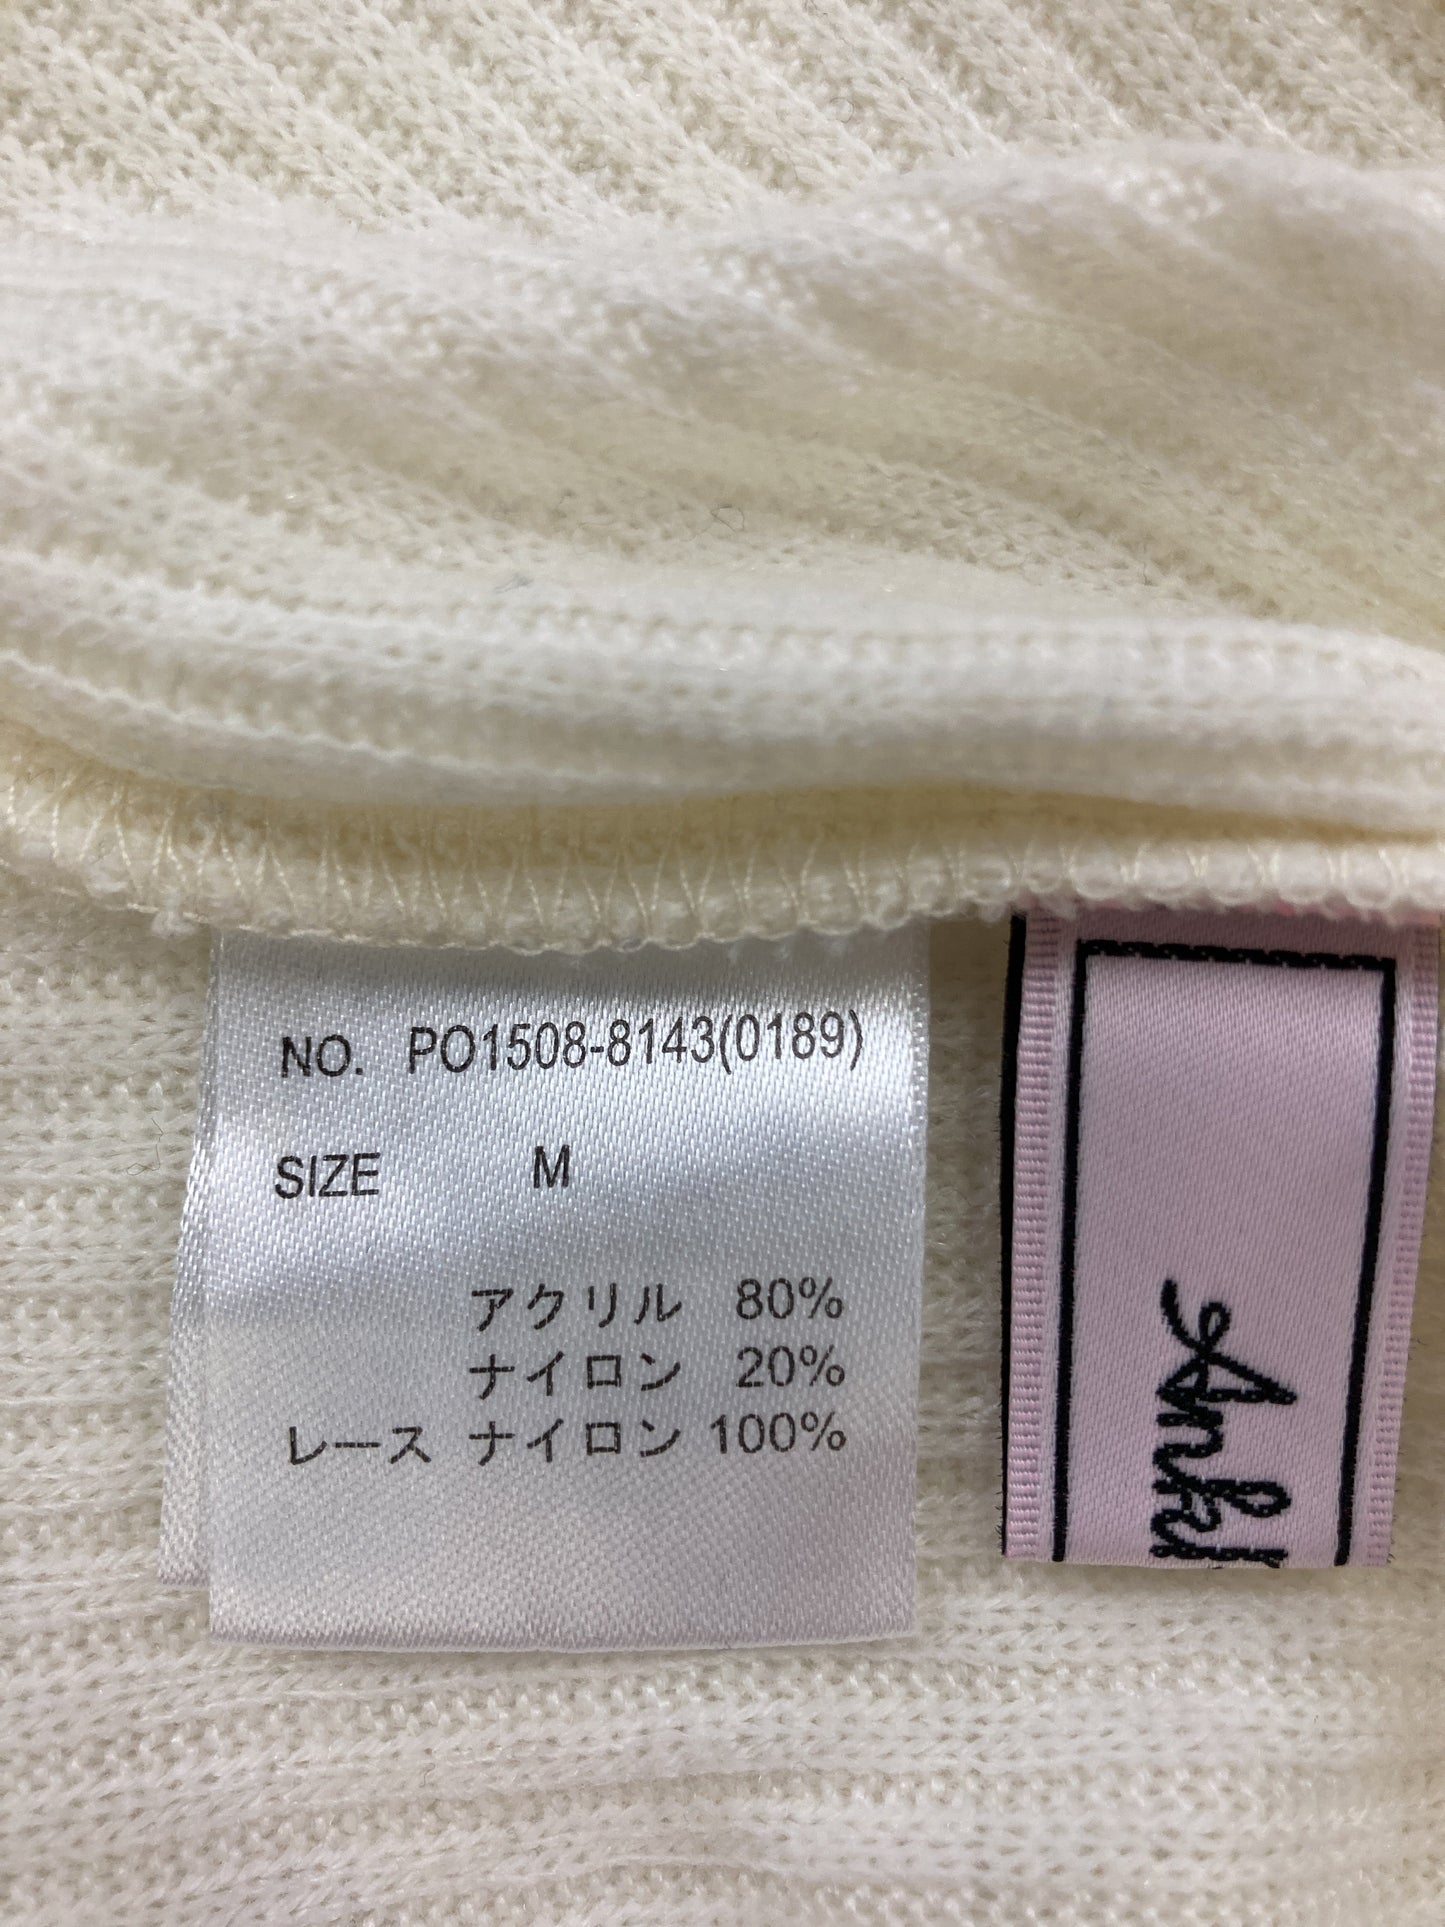 NO. PO1508-8143(0189)
SIZE M
アクリル 80%
ナイロン 20%
レース ナイロン 100%